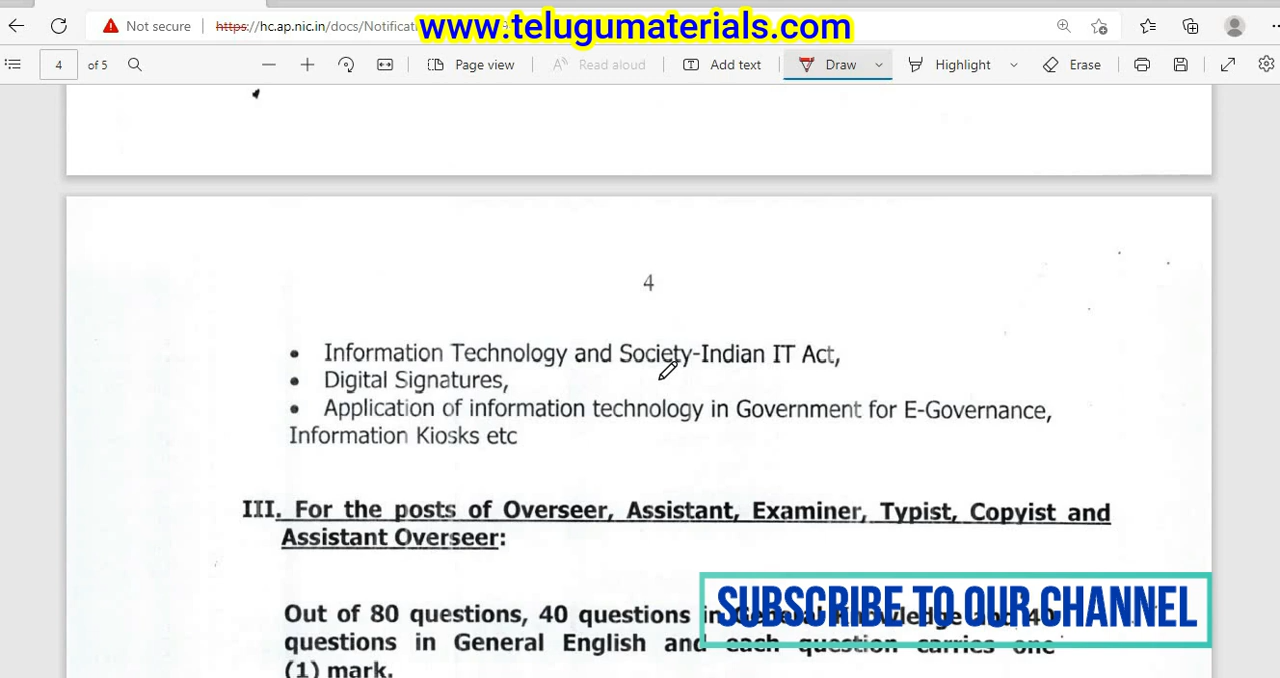 Not secure
https://hc.ap.nic.in/docs/Notificati
www.telugumaterials.com
4 of 5
Page view
Read aloud
Add text
Draw
Highlight
Erase
4
• Information Technology and Society-Indian IT Act,
• Digital Signatures,
• Application of information technology in Government for E-Governance,
Information Kiosks etc
III. For the posts of Overseer, Assistant, Examiner, Typist, Copyist and
Assistant Overseer:
Out of 80 questions, 40 questions in General Knowledge and 40
questions in General English and each question carries one
(1) mark.
SUBSCRIBE TO OUR CHANNEL